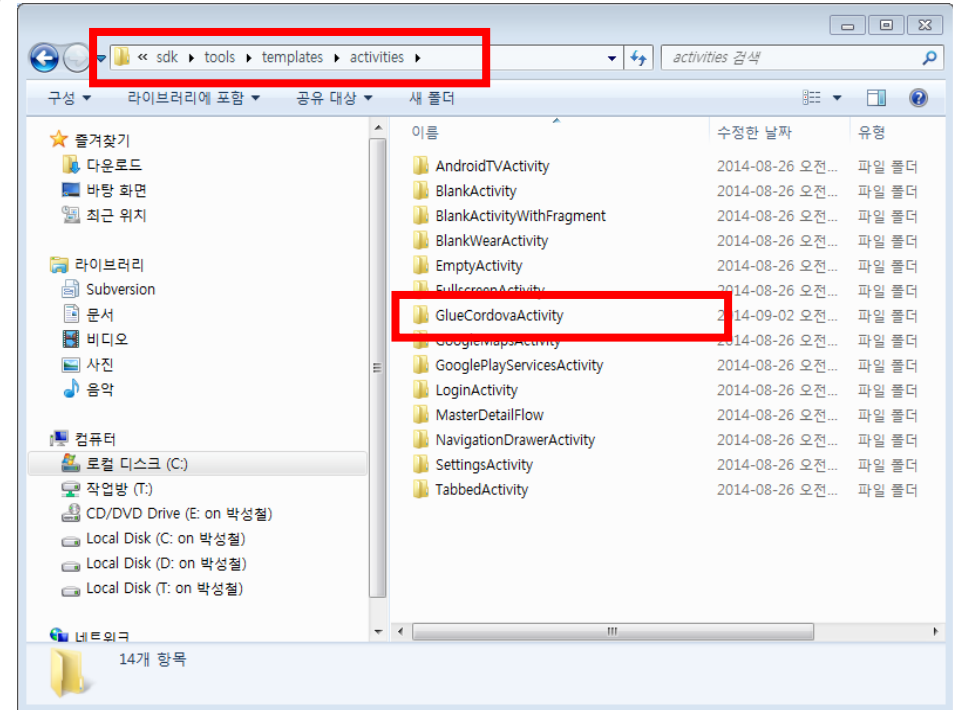 « sdk ▸ tools ▸ templates ▸ activities ▸
activities 검색
구성 ▼ 라이브러리에 포함 ▼ 공유 대상 ▼ 새 폴더
즐겨찾기
다운로드
바탕 화면
최근 위치
라이브러리
Subversion
문서
비디오
사진
음악
컴퓨터
로컬 디스크 (C:)
작업방 (T:)
CD/DVD Drive (E: on 박성철)
Local Disk (C: on 박성철)
Local Disk (D: on 박성철)
Local Disk (T: on 박성철)
네트워크
이름 수정한 날짜 유형
AndroidTVActivity 2014-08-26 오전... 파일 폴더
BlankActivity 2014-08-26 오전... 파일 폴더
BlankActivityWithFragment 2014-08-26 오전... 파일 폴더
BlankWearActivity 2014-08-26 오전... 파일 폴더
EmptyActivity 2014-08-26 오전... 파일 폴더
FullscreenActivity 2014-08-26 오전... 파일 폴더
GlueCordovaActivity 2014-09-02 오전... 파일 폴더
GoogleMapsActivity 2014-08-26 오전... 파일 폴더
GooglePlayServicesActivity 2014-08-26 오전... 파일 폴더
LoginActivity 2014-08-26 오전... 파일 폴더
MasterDetailFlow 2014-08-26 오전... 파일 폴더
NavigationDrawerActivity 2014-08-26 오전... 파일 폴더
SettingsActivity 2014-08-26 오전... 파일 폴더
TabbedActivity 2014-08-26 오전... 파일 폴더
14개 항목